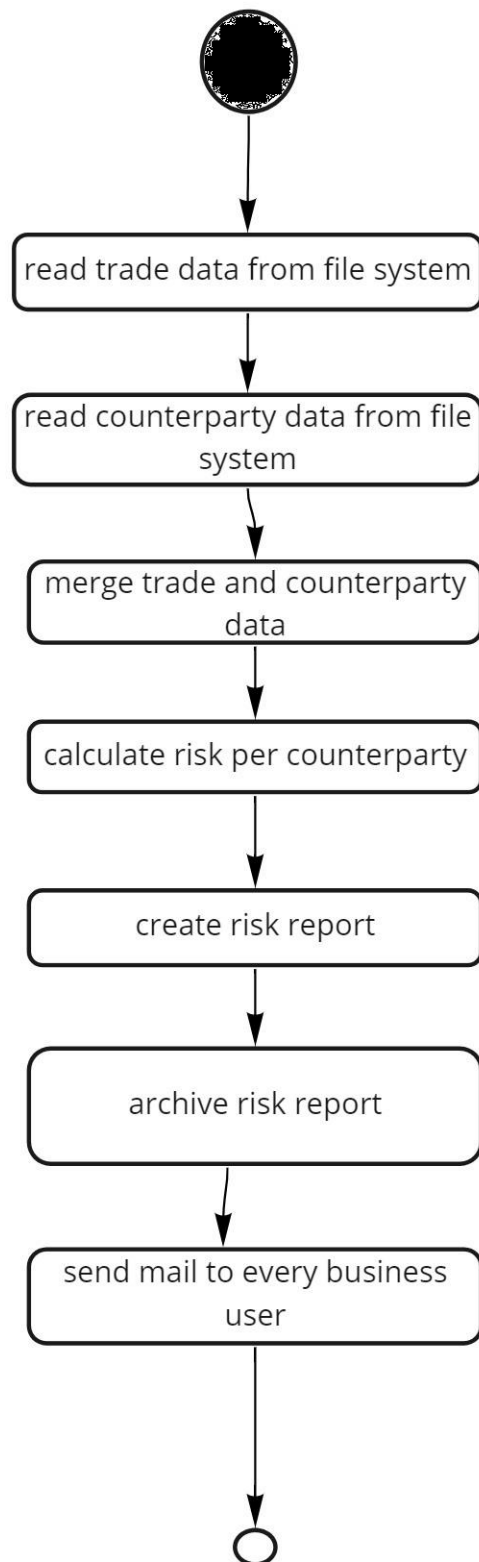 read trade data from file system
read counterparty data from file
system
merge trade and counterparty
data
calculate risk per counterparty
create risk report
archive risk report
send mail to every business
user